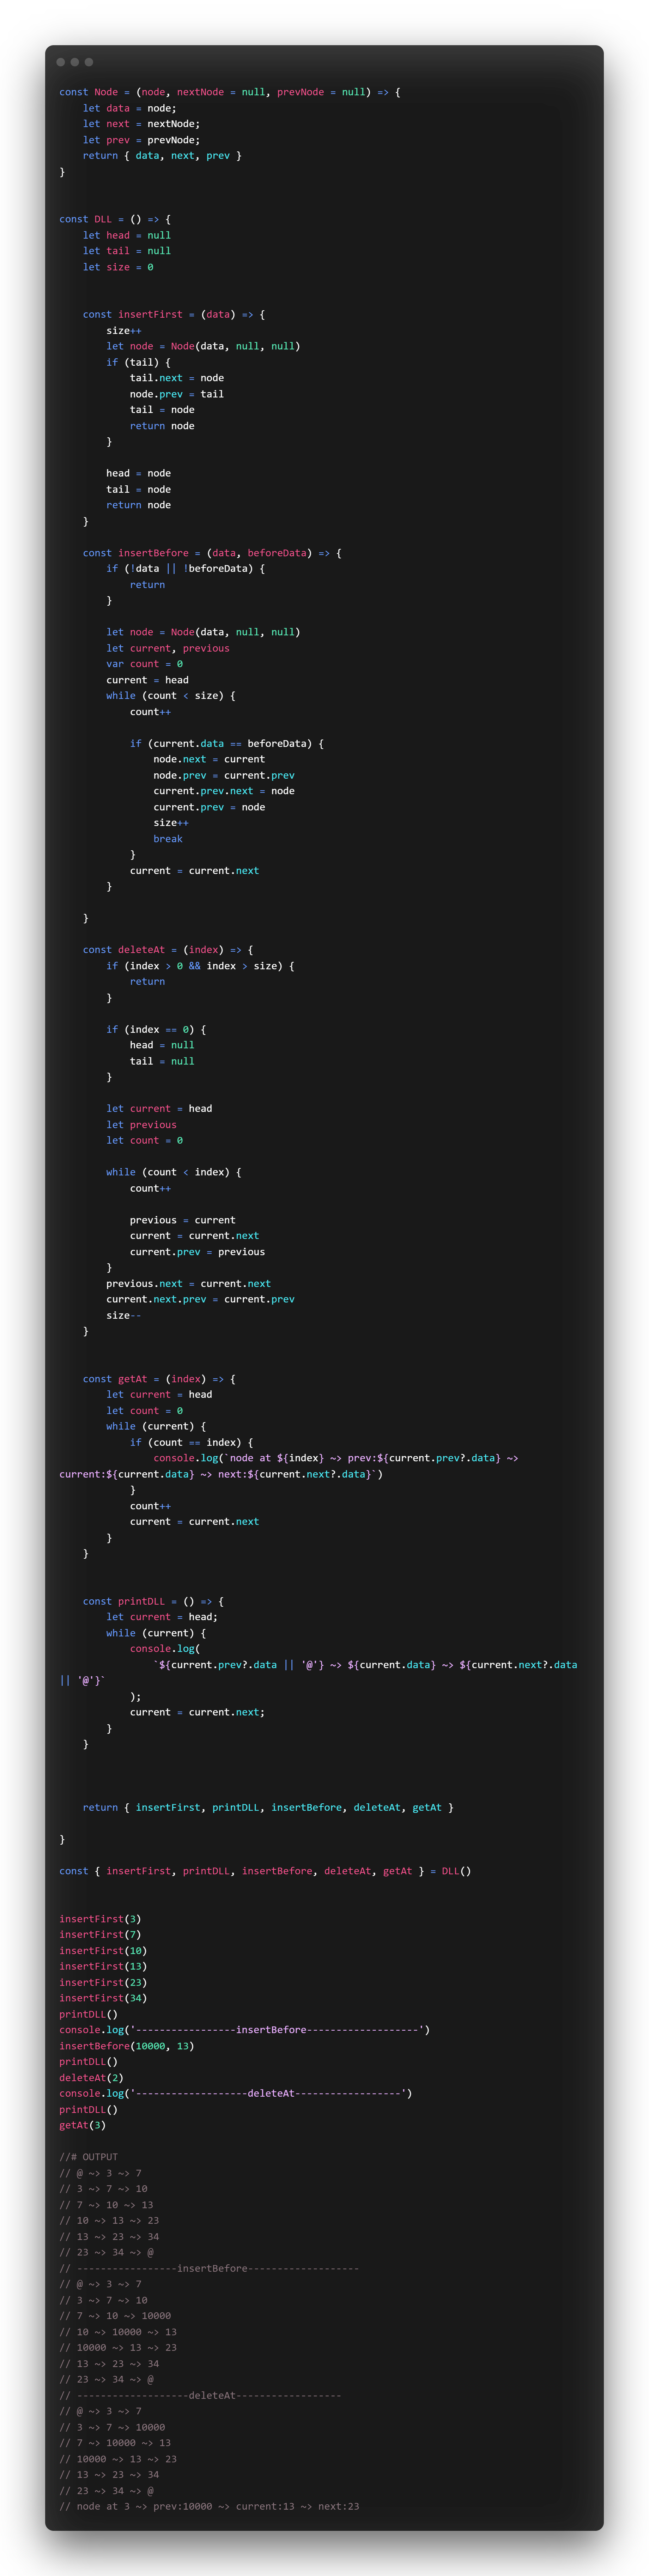 const Node = (node, nextNode = null, prevNode = null) => {
    let data = node;
    let next = nextNode;
    let prev = prevNode;
    return { data, next, prev }
}
const DLL = () => {
    let head = null
    let tail = null
    let size = 0
    const insertFirst = (data) => {
        size++
        let node = Node(data, null, null)
        if (tail) {
            tail.next = node
            node.prev = tail
            tail = node
            return node
        }
        head = node
        tail = node
        return node
    }
    const insertBefore = (data, beforeData) => {
        if (!data || !beforeData) {
            return
        }
        let node = Node(data, null, null)
        let current, previous
        var count = 0
        current = head
        while (count < size) {
            count++
            if (current.data == beforeData) {
                node.next = current
                node.prev = current.prev
                current.prev.next = node
                current.prev = node
                size++
                break
            }
            current = current.next
        }
    }
    const deleteAt = (index) => {
        if (index > 0 && index > size) {
            return
        }
        if (index == 0) {
            head = null
            tail = null
        }
        let current = head
        let previous
        let count = 0
        while (count < index) {
            count++
            previous = current
            current = current.next
            current.prev = previous
        }
        previous.next = current.next
        current.next.prev = current.prev
        size--
    }
    const getAt = (index) => {
        let current = head
        let count = 0
        while (current) {
            if (count == index) {
                console.log(`node at ${index} ~> prev:${current.prev?.data} ~>
current:${current.data} ~> next:${current.next?.data}`)
            }
            count++
            current = current.next
        }
    }
    const printDLL = () => {
        let current = head;
        while (current) {
            console.log(
                `${current.prev?.data || '@'} ~> ${current.data} ~> ${current.next?.data
|| '@'}`
            );
            current = current.next;
        }
    }
    return { insertFirst, printDLL, insertBefore, deleteAt, getAt }
}
const { insertFirst, printDLL, insertBefore, deleteAt, getAt } = DLL()
insertFirst(3)
insertFirst(7)
insertFirst(10)
insertFirst(13)
insertFirst(23)
insertFirst(34)
printDLL()
console.log('-----------------insertBefore-------------------')
insertBefore(10000, 13)
printDLL()
deleteAt(2)
console.log('-------------------deleteAt------------------')
printDLL()
getAt(3)
//# OUTPUT
// @ ~> 3 ~> 7
// 3 ~> 7 ~> 10
// 7 ~> 10 ~> 13
// 10 ~> 13 ~> 23
// 13 ~> 23 ~> 34
// 23 ~> 34 ~> @
// -----------------insertBefore-------------------
// @ ~> 3 ~> 7
// 3 ~> 7 ~> 10
// 7 ~> 10 ~> 10000
// 10 ~> 10000 ~> 13
// 10000 ~> 13 ~> 23
// 13 ~> 23 ~> 34
// 23 ~> 34 ~> @
// -------------------deleteAt------------------
// @ ~> 3 ~> 7
// 3 ~> 7 ~> 10000
// 7 ~> 10000 ~> 13
// 10000 ~> 13 ~> 23
// 13 ~> 23 ~> 34
// 23 ~> 34 ~> @
// node at 3 ~> prev:10000 ~> current:13 ~> next:23